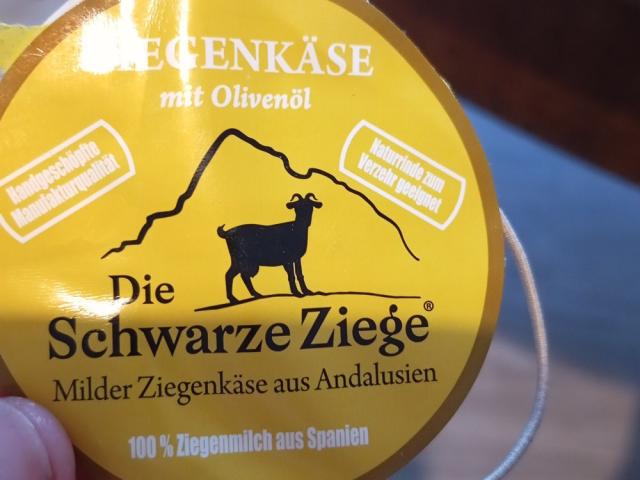 ZIEGENKÄSE
mit Olivenöl
Handgeschöpfte
Manufakturqualität
Naturrinde zum
Verzehr geeignet
Die
Schwarze Ziege®
Milder Ziegenkäse aus Andalusien
100 % Ziegenmilch aus Spanien